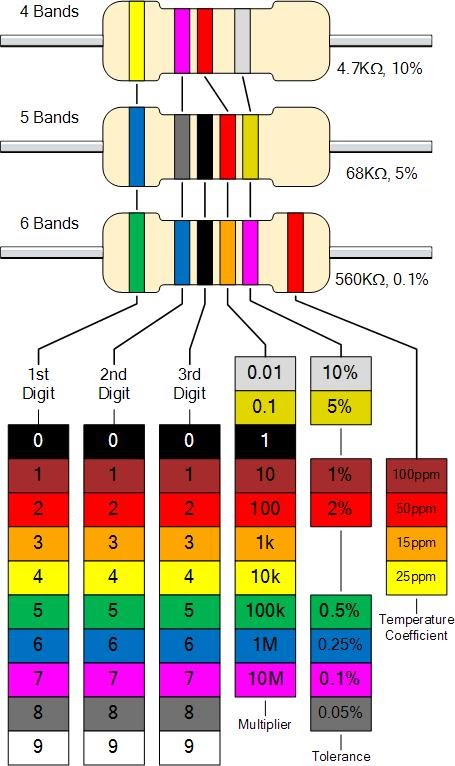 4 Bands
4.7KΩ, 10%
5 Bands
68KΩ, 5%
6 Bands
560KΩ, 0.1%
1st
Digit
2nd
Digit
3rd
Digit
0
1
2
3
4
5
6
7
8
9
0
1
2
3
4
5
6
7
8
9
0
1
2
3
4
5
6
7
8
9
0.01
0.1
1
10
100
1k
10k
100k
1M
10M
Multiplier
10%
5%
1%
2%
0.5%
0.25%
0.1%
0.05%
Tolerance
100ppm
50ppm
15ppm
25ppm
Temperature
Coefficient